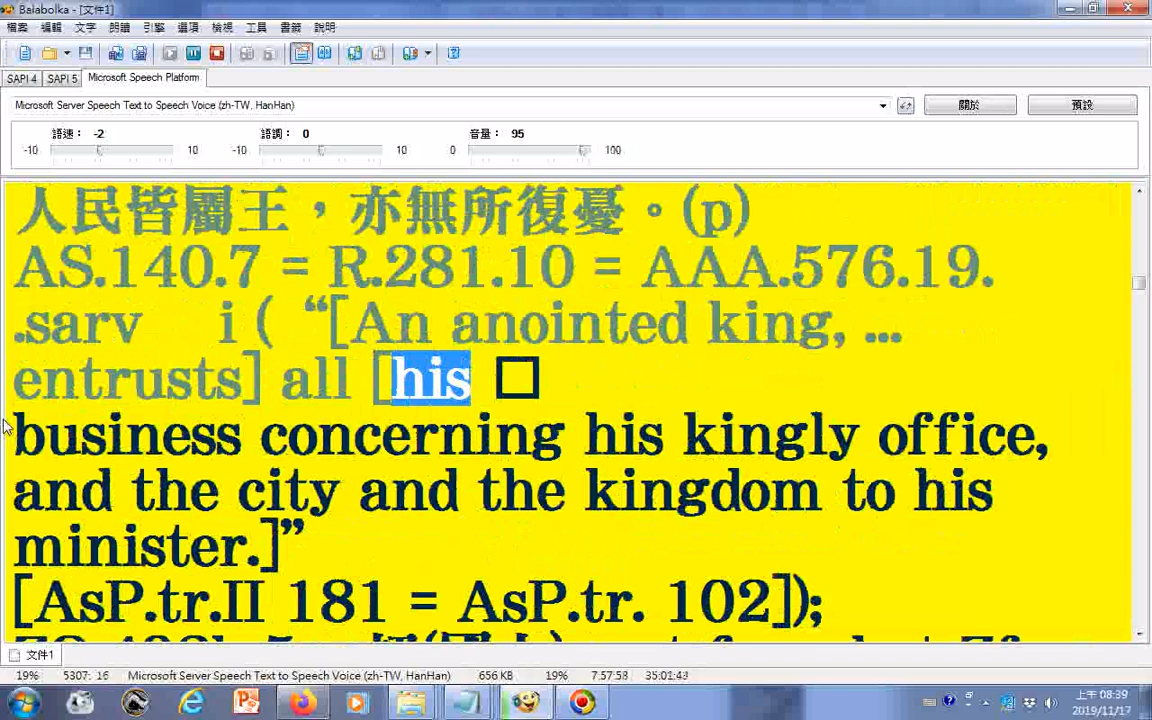 Balabolka - [文件1]
檔案 編輯 文字 朗讀 引擎 選項 檢視 工具 書籤 說明
SAPI 4 SAPI 5 Microsoft Speech Platform
Microsoft Server Speech Text to Speech Voice (zh-TW, HanHan) 關於 預設
語速： -2 語調： 0 音量： 95
-10 10 -10 10 0 100
人民皆屬王，亦無所復憂。(p)
AS.140.7 = R.281.10 = AAA.576.19.
.sarv i ( “[An anointed king, ...
entrusts] all [his □
business concerning his kingly office,
and the city and the kingdom to his
minister.]”
[AsP.tr.II 181 = AsP.tr. 102]);
文件1
19% 5307: 16 Microsoft Server Speech Text to Speech Voice (zh-TW, HanHan) 656 KB 19% 7:57:53 35:01:43
上午 08:39
2019/11/17